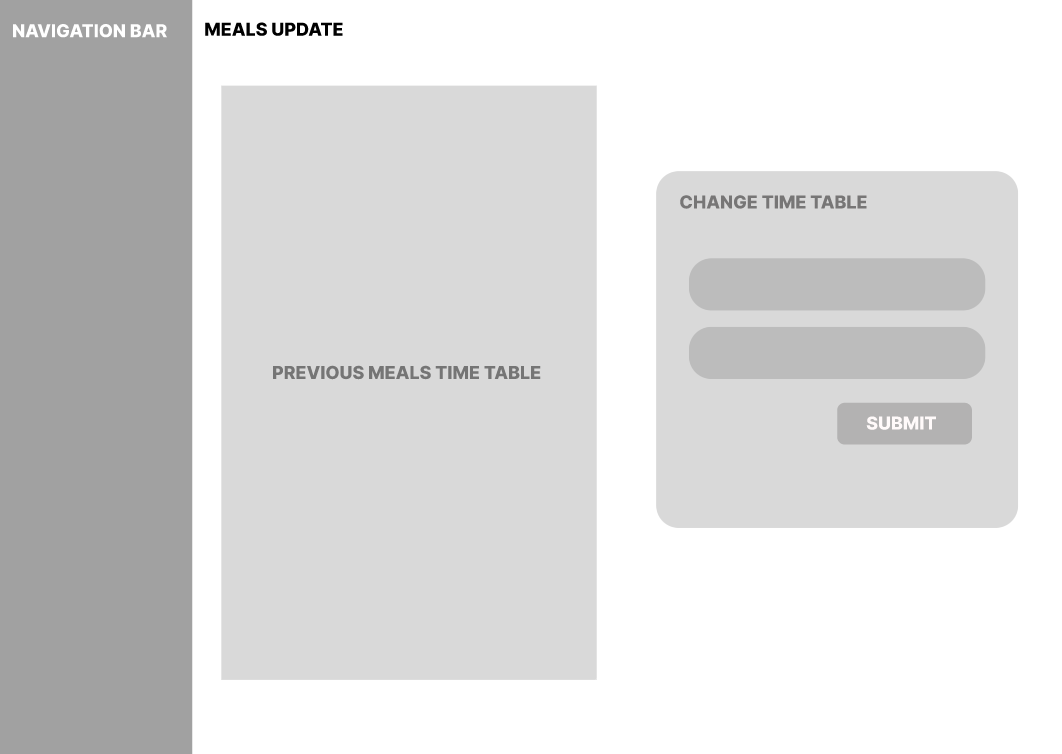 NAVIGATION BAR
MEALS UPDATE
PREVIOUS MEALS TIME TABLE
CHANGE TIME TABLE
SUBMIT